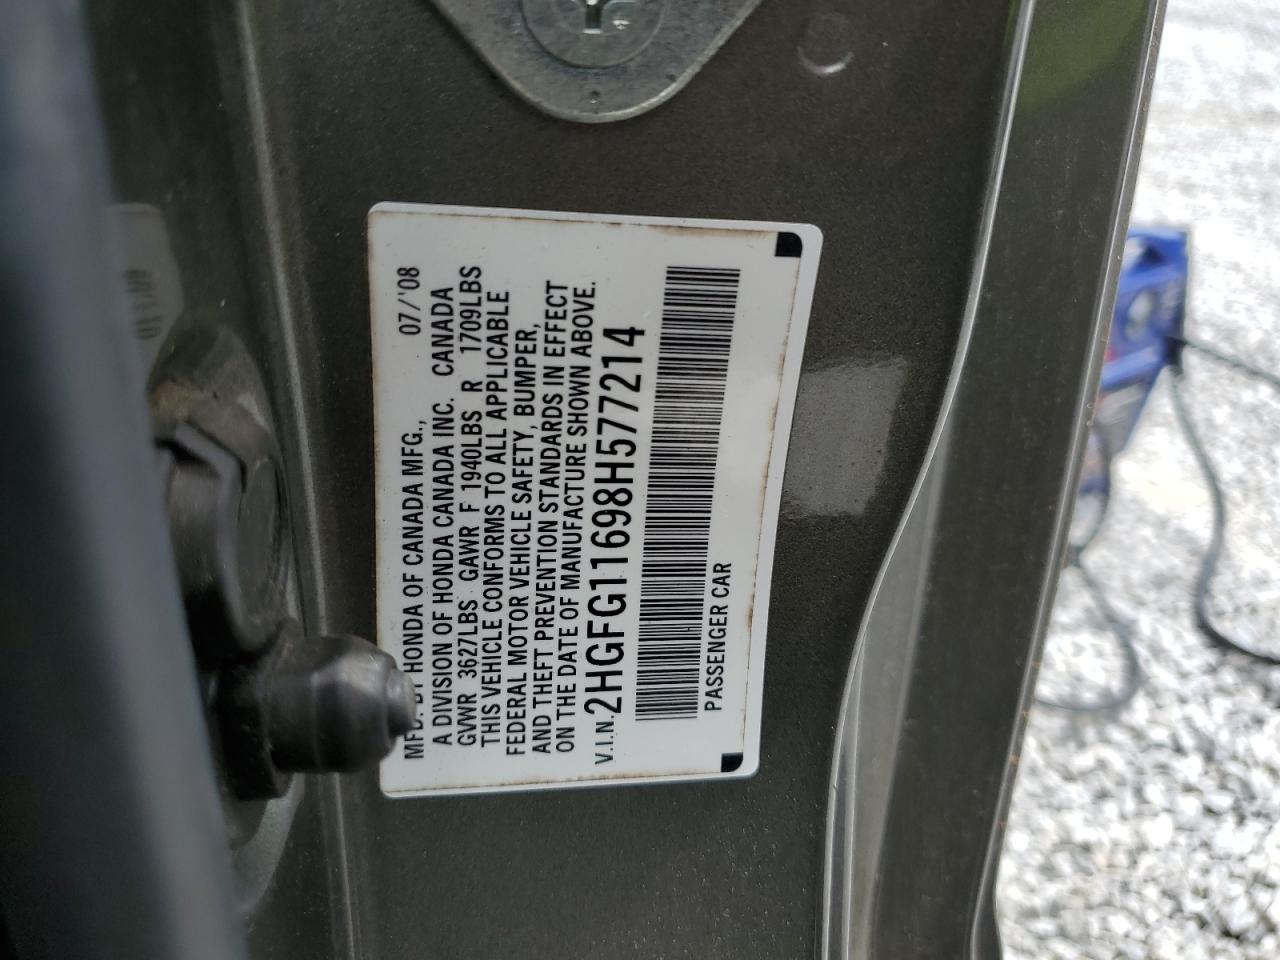 07/'08
MFD. BY HONDA OF CANADA MFG.,
A DIVISION OF HONDA CANADA INC. CANADA
GVWR 3627LBS GAWR F 1940LBS R 1709LBS
THIS VEHICLE CONFORMS TO ALL APPLICABLE
FEDERAL MOTOR VEHICLE SAFETY, BUMPER,
AND THEFT PREVENTION STANDARDS IN EFFECT
ON THE DATE OF MANUFACTURE SHOWN ABOVE.
V.I.N. 2HGFG11698H577214
PASSENGER CAR